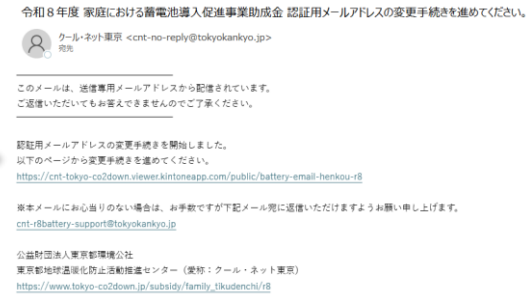 令和８年度 家庭における蓄電池導入促進事業助成金 認証用メールアドレスの変更手続きを進めてください。
クール・ネット東京 <cnt-no-reply@tokyokankyo.jp>
宛先
このメールは、送信専用メールアドレスから配信されています。
ご返信いただいてもお答えできませんのでご了承ください。
認証用メールアドレスの変更手続きを開始しました。
以下のページから変更手続きを進めてください。
https://cnt-tokyo-co2down.viewer.kintoneapp.com/public/battery-email-henkou-r8
※本メールにお心当りのない場合は、お手数ですが下記メール宛に返信いただけますようお願い申し上げます。
cnt-r8battery-support@tokyokankyo.jp
公益財団法人東京都環境公社
東京都地球温暖化防止活動推進センター（愛称：クール・ネット東京）
https://www.tokyo-co2down.jp/subsidy/family_tikudenchi/r8